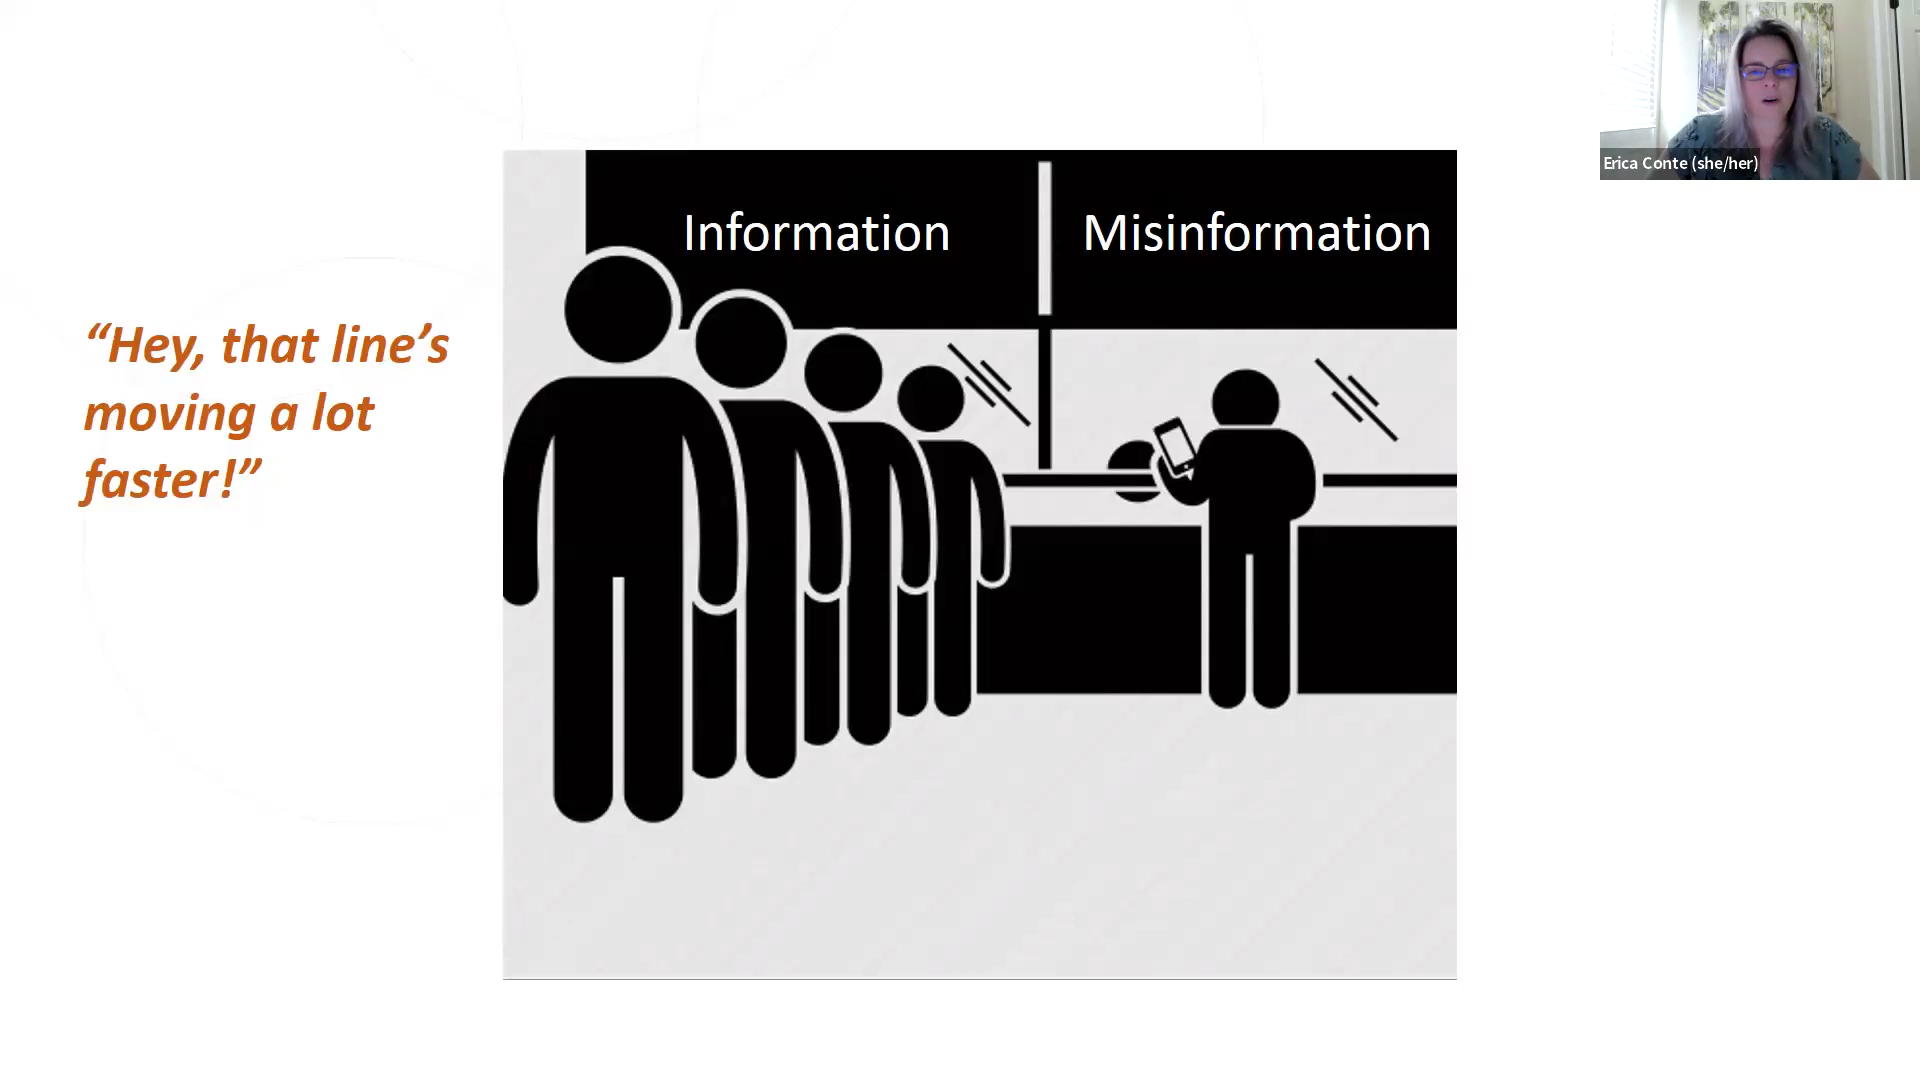 Information
Misinformation
“Hey, that line’s
moving a lot
faster!”
Erica Conte (she/her)